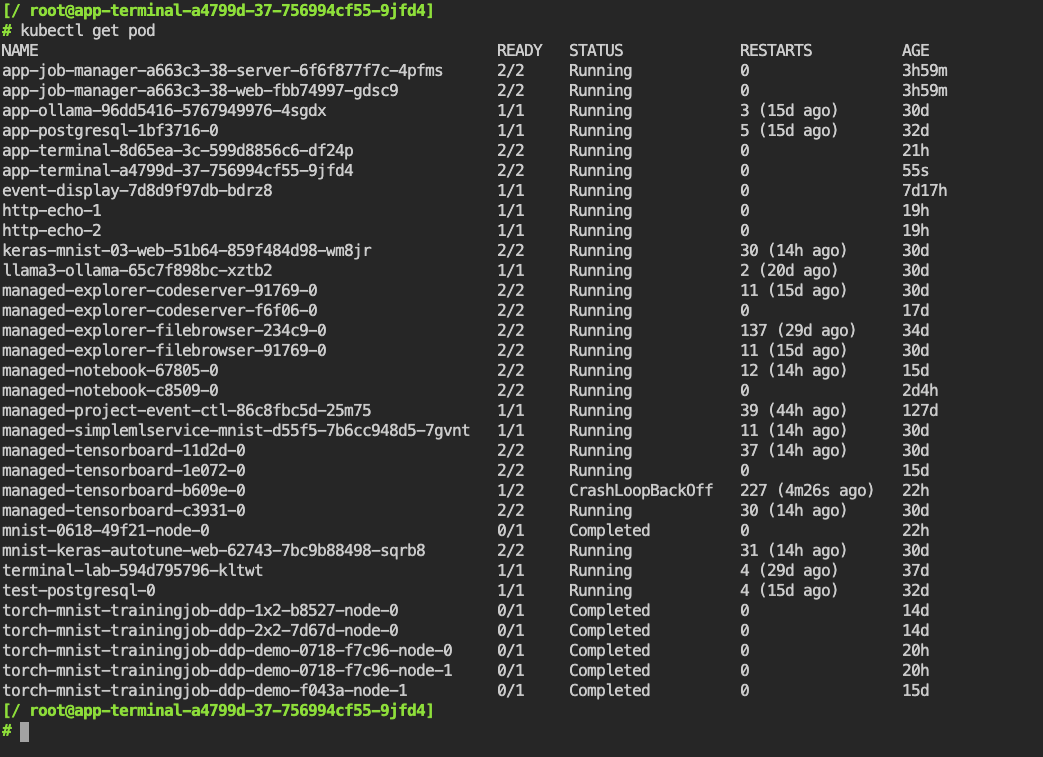 [/ root@app-terminal-a4799d-37-756994cf55-9jfd4]
# kubectl get pod
NAME READY STATUS RESTARTS AGE
app-job-manager-a663c3-38-server-6f6f877f7c-4pfms 2/2 Running 0 3h59m
app-job-manager-a663c3-38-web-fbb74997-gdsc9 2/2 Running 0 3h59m
app-ollama-96dd5416-5767949976-4sgdx 1/1 Running 3 (15d ago) 30d
app-postgresql-1bf3716-0 1/1 Running 5 (15d ago) 32d
app-terminal-8d65ea-3c-599d8856c6-df24p 2/2 Running 0 21h
app-terminal-a4799d-37-756994cf55-9jfd4 2/2 Running 0 55s
event-display-7d8d9f97db-bdrz8 1/1 Running 0 7d17h
http-echo-1 1/1 Running 0 19h
http-echo-2 1/1 Running 0 19h
keras-mnist-03-web-51b64-859f484d98-wm8jr 2/2 Running 30 (14h ago) 30d
llama3-ollama-65c7f898bc-xztb2 1/1 Running 2 (20d ago) 30d
managed-explorer-codeserver-91769-0 2/2 Running 11 (15d ago) 30d
managed-explorer-codeserver-f6f06-0 2/2 Running 0 17d
managed-explorer-filebrowser-234c9-0 2/2 Running 137 (29d ago) 34d
managed-explorer-filebrowser-91769-0 2/2 Running 11 (15d ago) 30d
managed-notebook-67805-0 2/2 Running 12 (14h ago) 15d
managed-notebook-c8509-0 2/2 Running 0 2d4h
managed-project-event-ctl-86c8fbc5d-25m75 1/1 Running 39 (44h ago) 127d
managed-simplemlservice-mnist-d55f5-7b6cc948d5-7gvnt 1/1 Running 11 (14h ago) 30d
managed-tensorboard-11d2d-0 2/2 Running 37 (14h ago) 30d
managed-tensorboard-1e072-0 2/2 Running 0 15d
managed-tensorboard-b609e-0 1/2 CrashLoopBackOff 227 (4m26s ago) 22h
managed-tensorboard-c3931-0 2/2 Running 30 (14h ago) 30d
mnist-0618-49f21-node-0 0/1 Completed 0 22h
mnist-keras-autotune-web-62743-7bc9b88498-sqrb8 2/2 Running 31 (14h ago) 30d
terminal-lab-594d795796-kltwt 1/1 Running 4 (29d ago) 37d
test-postgresql-0 1/1 Running 4 (15d ago) 32d
torch-mnist-trainingjob-ddp-1x2-b8527-node-0 0/1 Completed 0 14d
torch-mnist-trainingjob-ddp-2x2-7d67d-node-0 0/1 Completed 0 14d
torch-mnist-trainingjob-ddp-demo-0718-f7c96-node-0 0/1 Completed 0 20h
torch-mnist-trainingjob-ddp-demo-0718-f7c96-node-1 0/1 Completed 0 20h
torch-mnist-trainingjob-ddp-demo-f043a-node-1 0/1 Completed 0 15d
[/ root@app-terminal-a4799d-37-756994cf55-9jfd4]
#